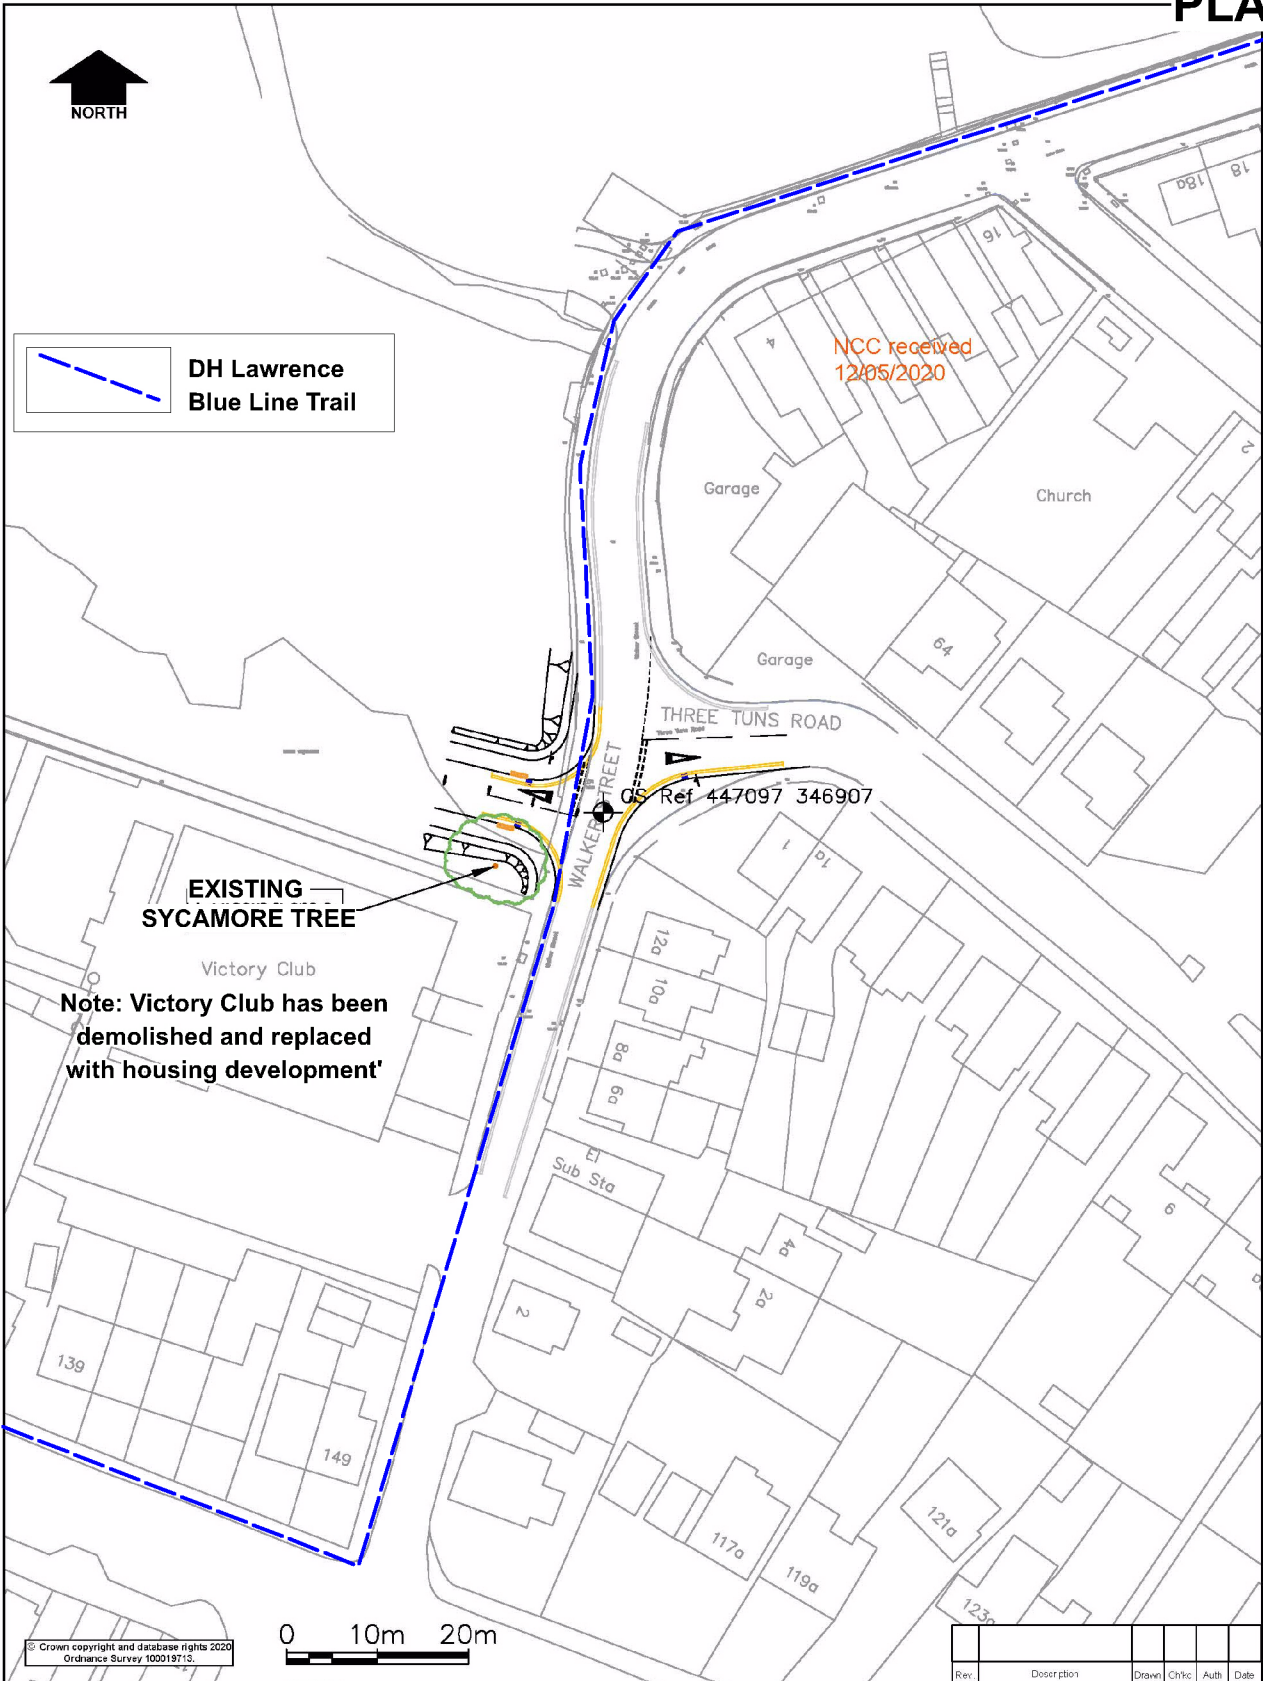 PLA
NORTH
18a
18
16
4
NCC received
12/05/2020
DH Lawrence
Blue Line Trail
2
Garage
Church
64
Garage
THREE TUNS ROAD
Three Tuns Road
WALKER STREET
OS Ref 447097 346907
1
1a
EXISTING
SYCAMORE TREE
12a
Victory Club
10a
Note: Victory Club has been
demolished and replaced
with housing development'
8a
6a
El
Sub Sta
9
4a
2a
2
139
149
117a
119a
121a
123a
0 10m 20m
© Crown copyright and database rights 2020
Ordnance Survey 100019713.
Rev. Description Drawn Ch'kd Auth Date